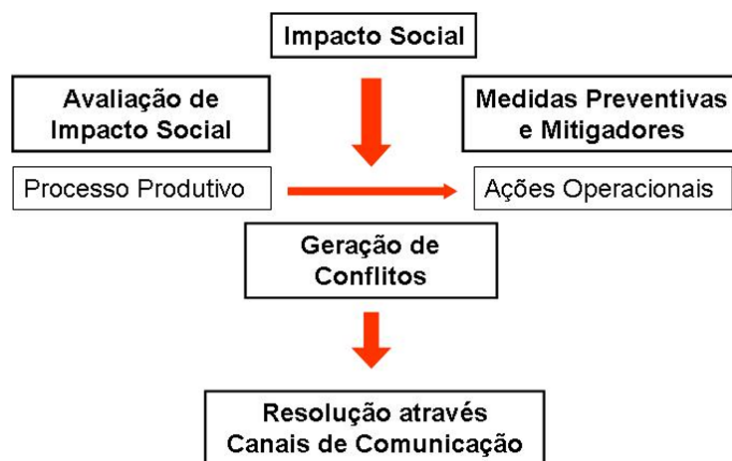 Impacto Social
Avaliação de
Impacto Social
Medidas Preventivas
e Mitigadores
Processo Produtivo
Ações Operacionais
Geração de
Conflitos
Resolução através
Canais de Comunicação